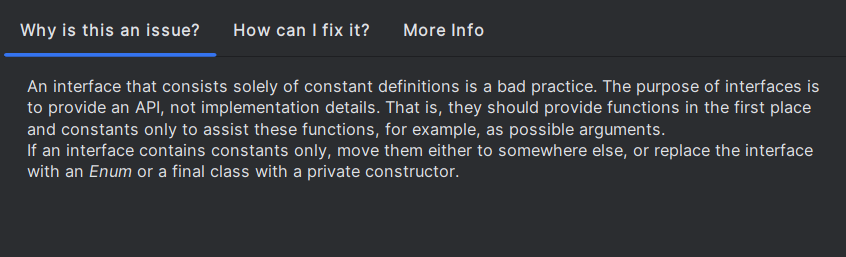 Why is this an issue? How can I fix it? More Info
An interface that consists solely of constant definitions is a bad practice. The purpose of interfaces is
to provide an API, not implementation details. That is, they should provide functions in the first place
and constants only to assist these functions, for example, as possible arguments.
If an interface contains constants only, move them either to somewhere else, or replace the interface
with an Enum or a final class with a private constructor.